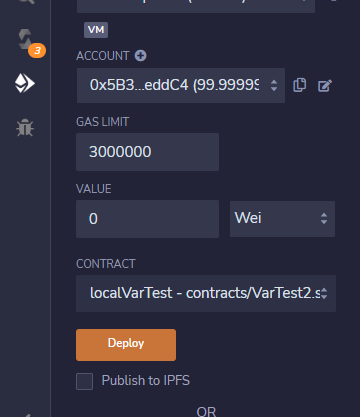 VM
3
ACCOUNT
0x5B3...eddC4 (99.99999
GAS LIMIT
3000000
VALUE
0
Wei
CONTRACT
localVarTest - contracts/VarTest2.s
Deploy
Publish to IPFS
OR